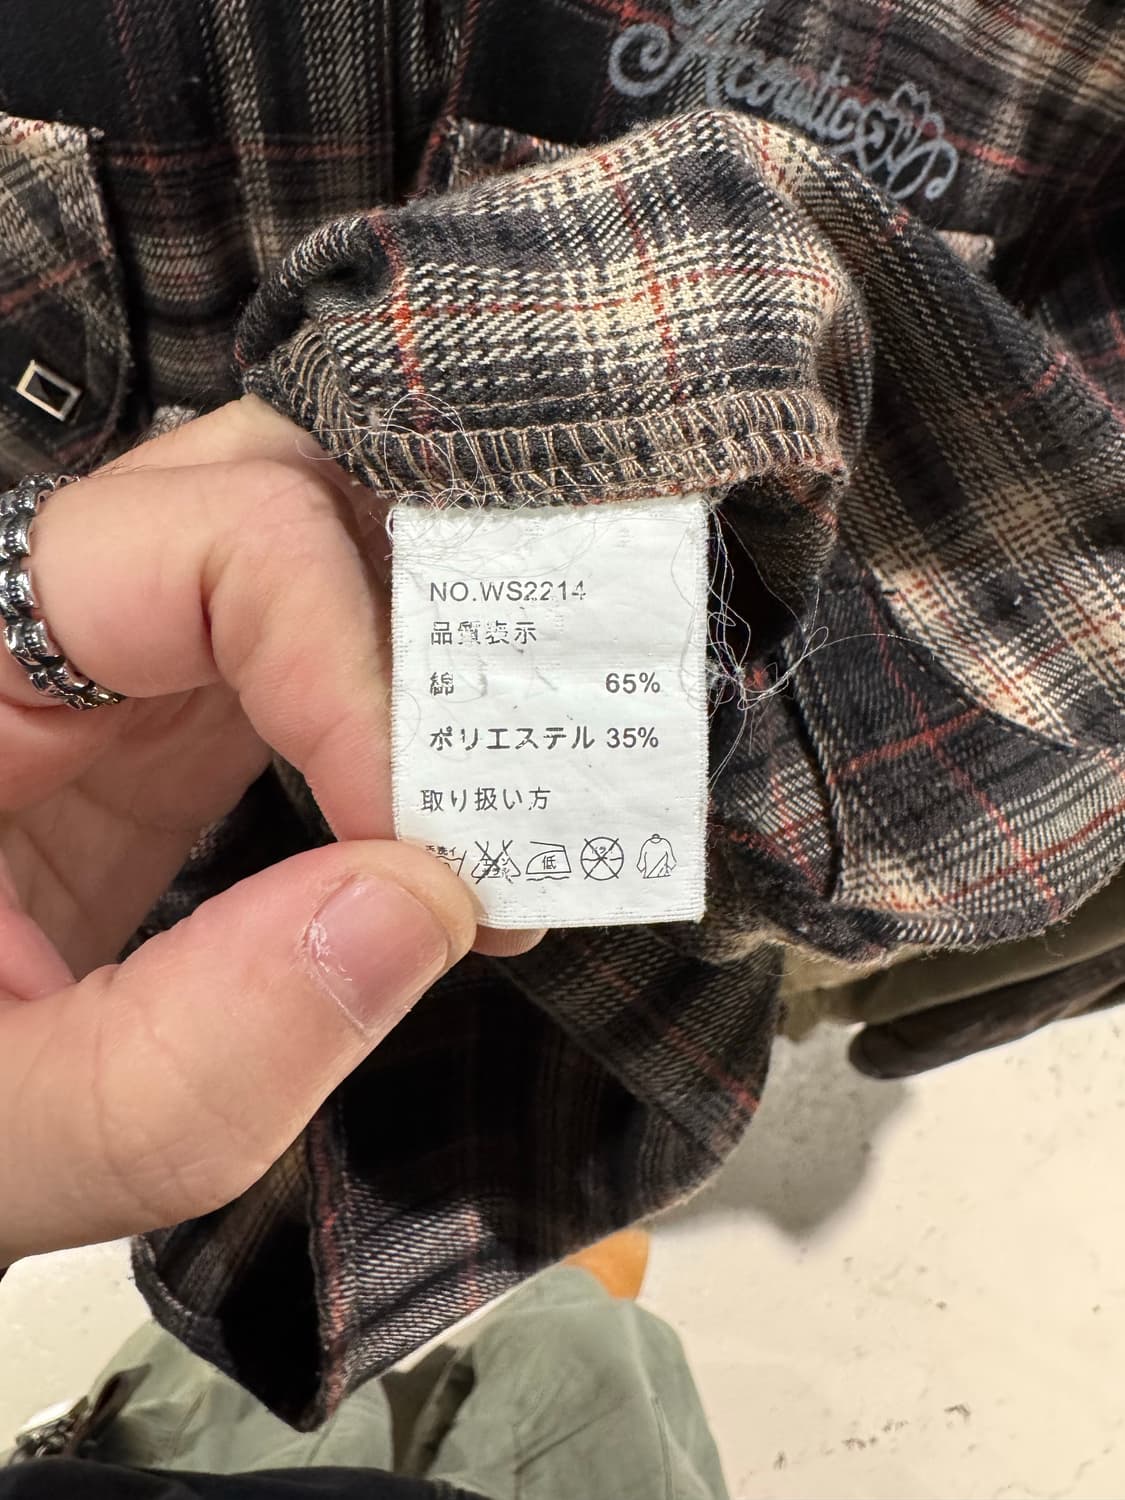 Acoustic
NO.WS2214
品質表示
綿 65%
ポリエステル 35%
取り扱い方
低